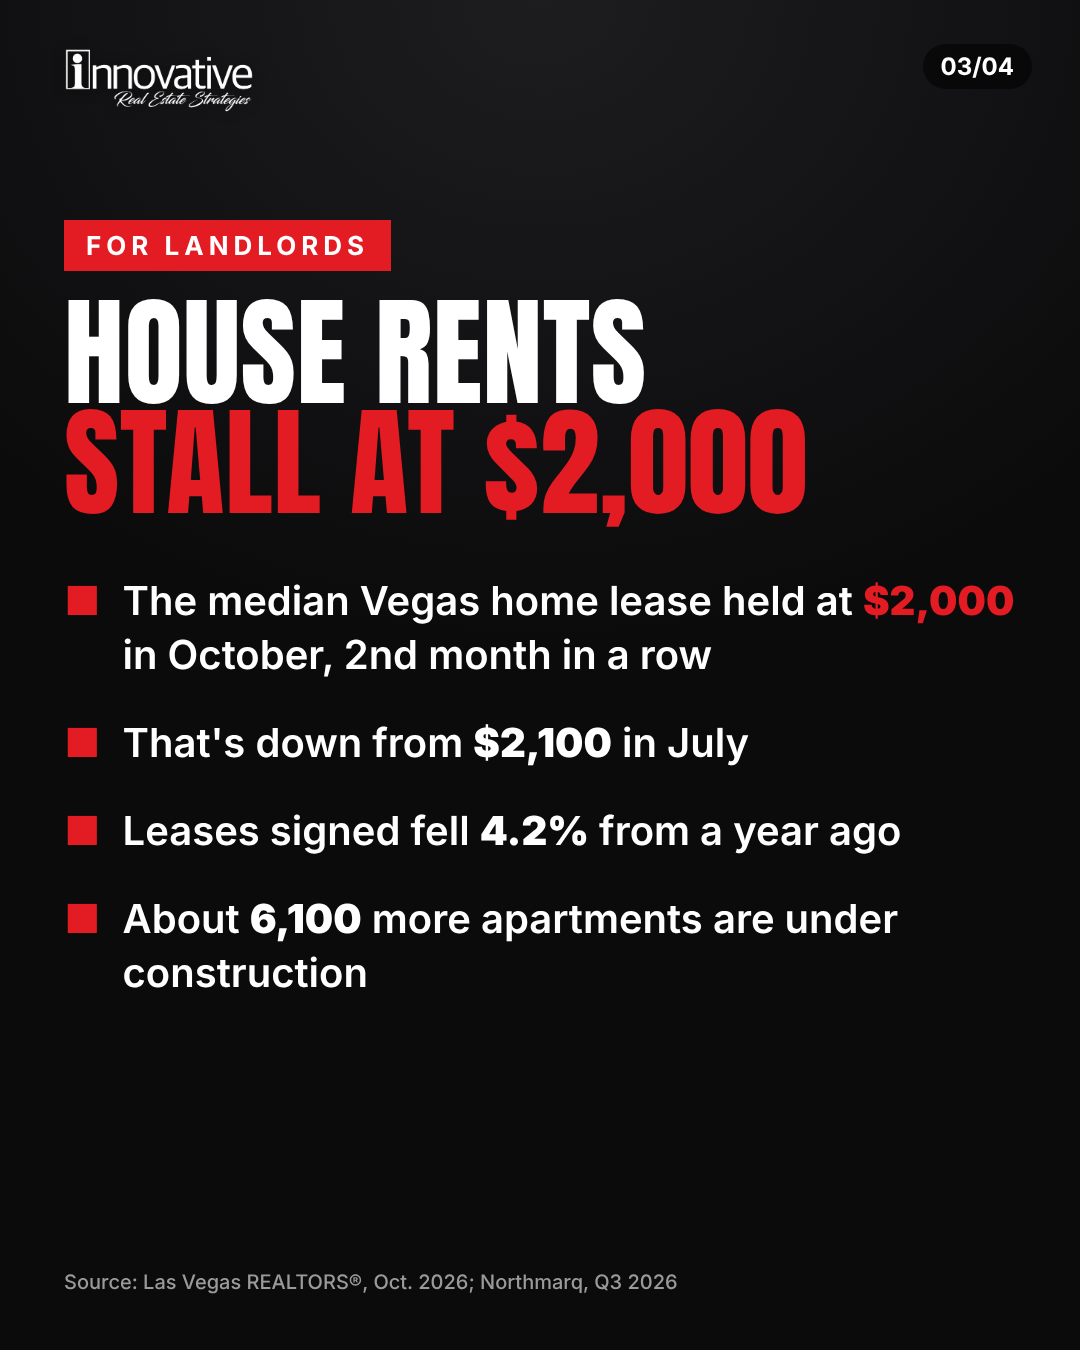 innovative
Real Estate Strategies
03/04
FOR LANDLORDS
HOUSE RENTS
STALL AT $2,000
The median Vegas home lease held at $2,000
in October, 2nd month in a row
That's down from $2,100 in July
Leases signed fell 4.2% from a year ago
About 6,100 more apartments are under
construction
Source: Las Vegas REALTORS®, Oct. 2026; Northmarq, Q3 2026